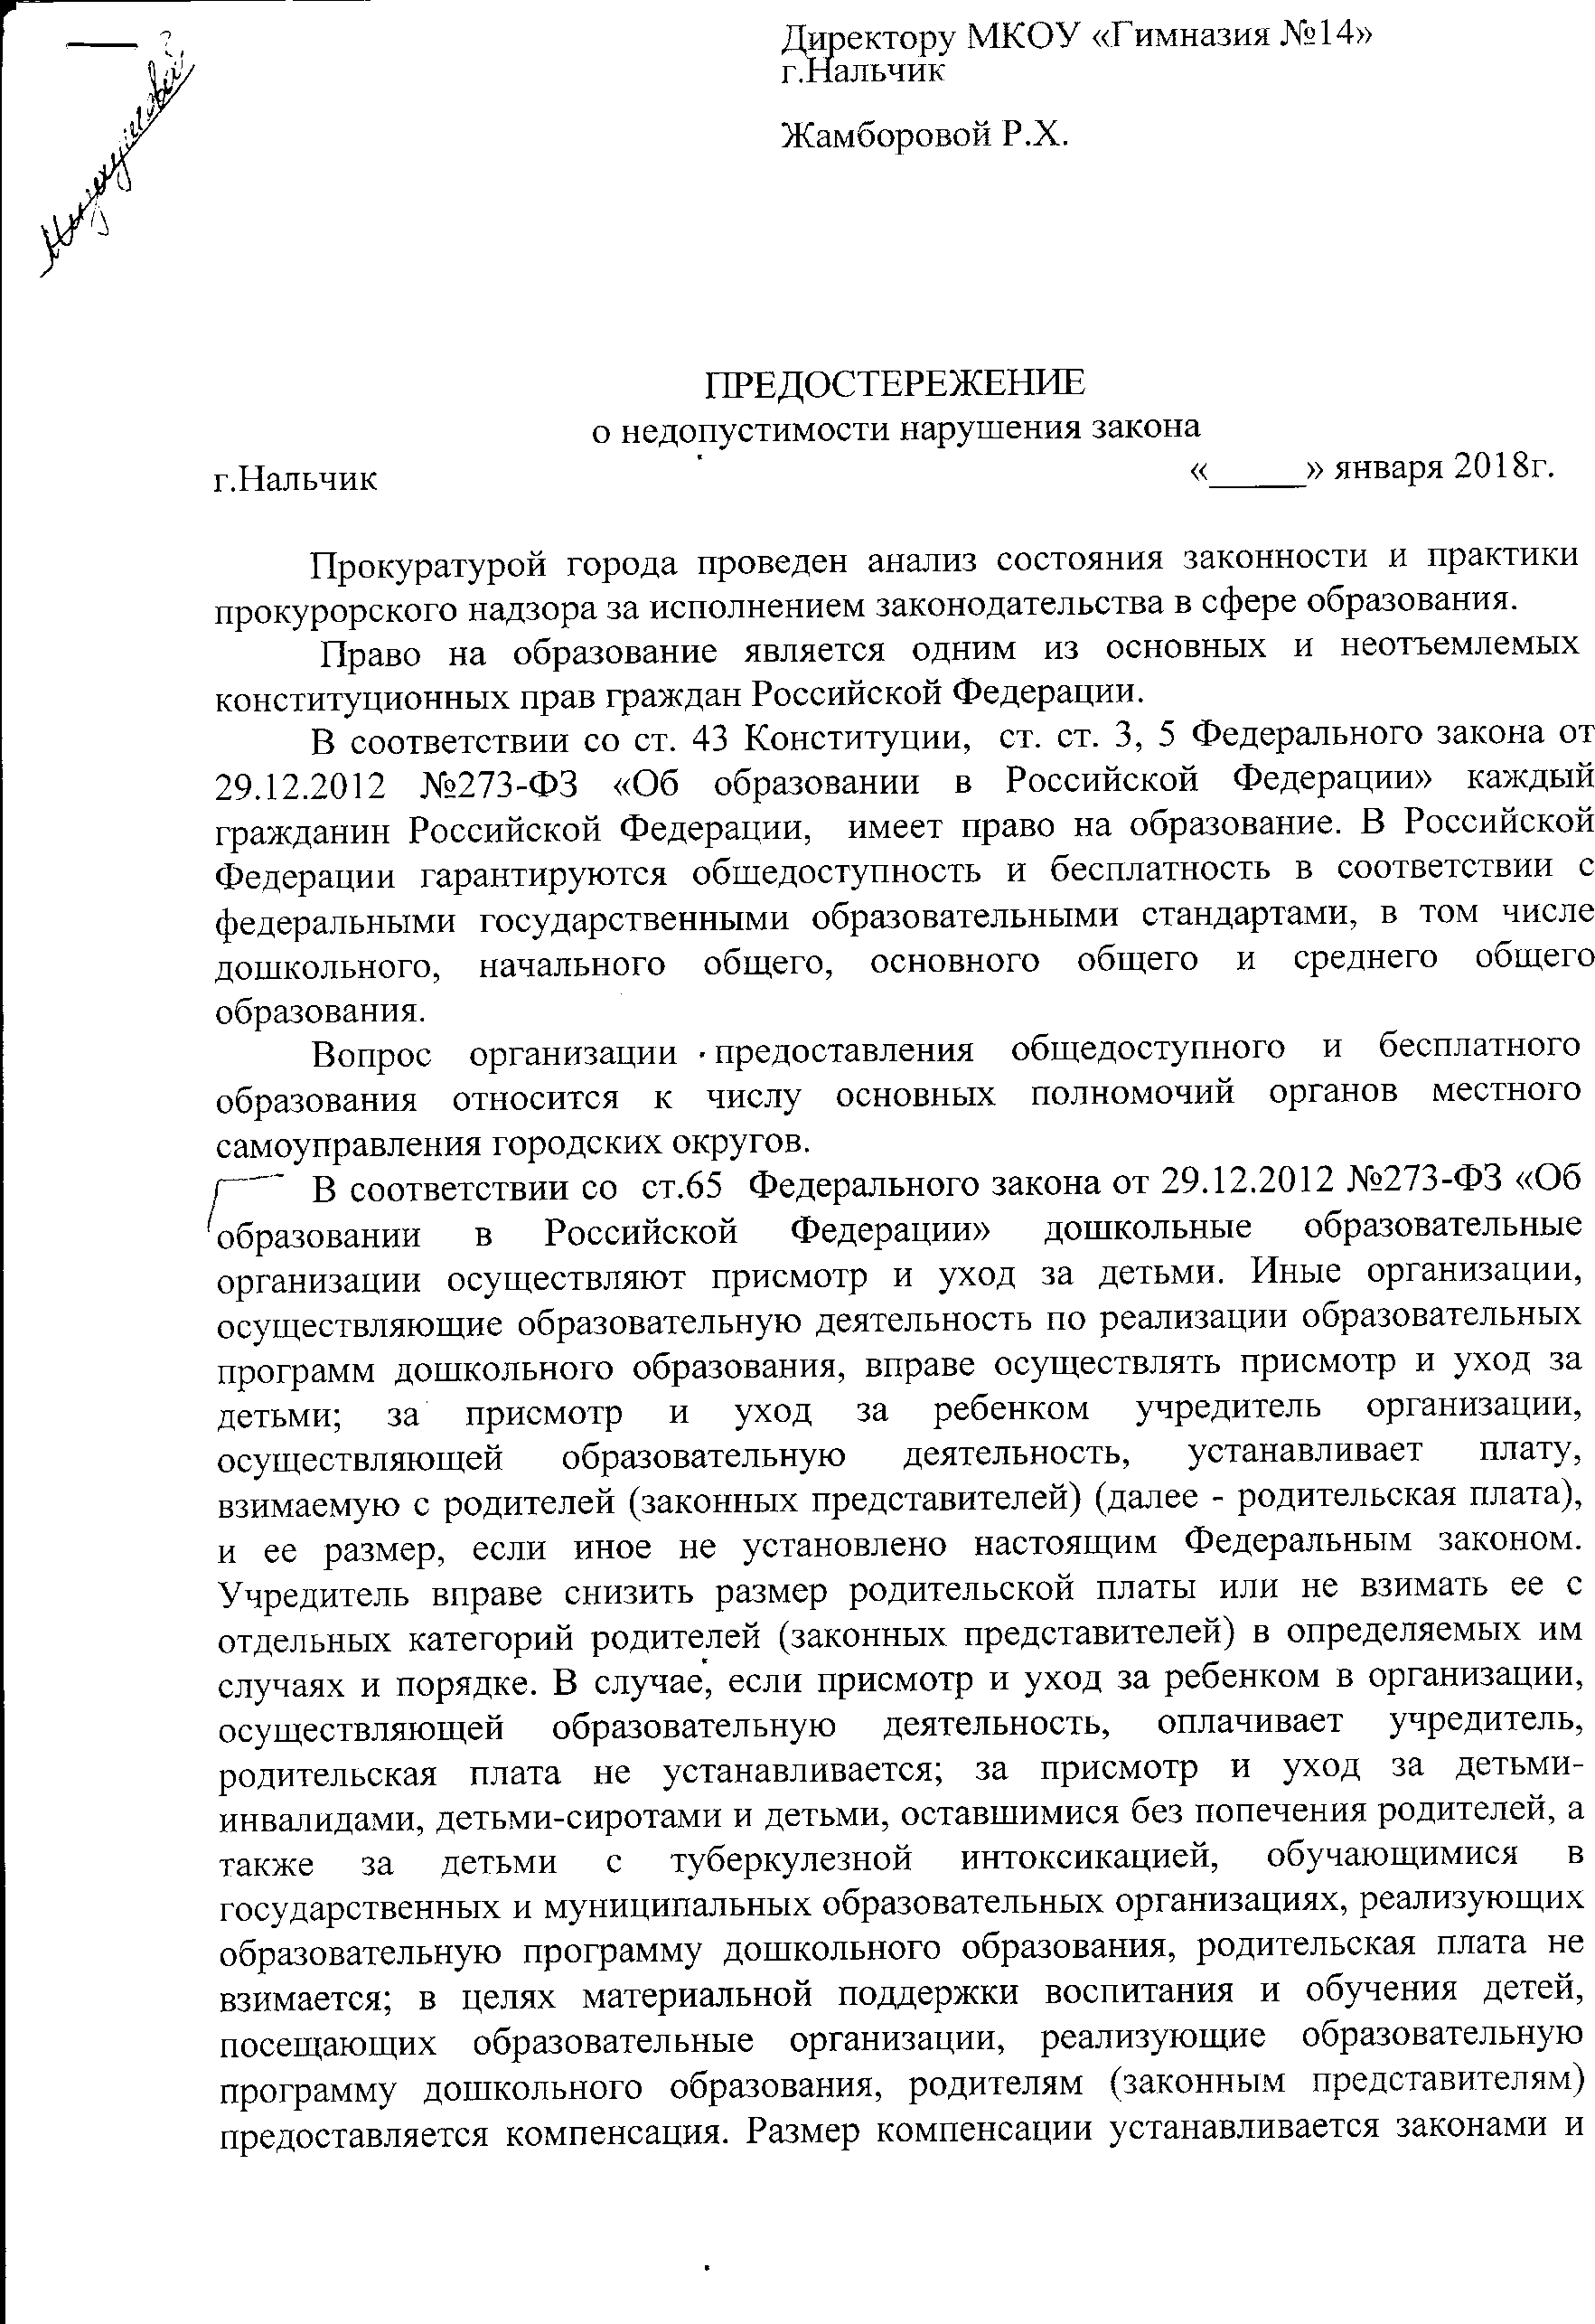 Директору МКОУ «Гимназия №14»
г.Нальчик
Жамборовой Р.Х.
ПРЕДОСТЕРЕЖЕНИЕ
о недопустимости нарушения закона
г.Нальчик «_____» января 2018г.
Прокуратурой города проведен анализ состояния законности и практики
прокурорского надзора за исполнением законодательства в сфере образования.
Право на образование является одним из основных и неотъемлемых
конституционных прав граждан Российской Федерации.
В соответствии со ст. 43 Конституции, ст. ст. 3, 5 Федерального закона от
29.12.2012 №273-ФЗ «Об образовании в Российской Федерации» каждый
гражданин Российской Федерации, имеет право на образование. В Российской
Федерации гарантируются общедоступность и бесплатность в соответствии с
федеральными государственными образовательными стандартами, в том числе
дошкольного, начального общего, основного общего и среднего общего
образования.
Вопрос организации предоставления общедоступного и бесплатного
образования относится к числу основных полномочий органов местного
самоуправления городских округов.
В соответствии со ст.65 Федерального закона от 29.12.2012 №273-ФЗ «Об
образовании в Российской Федерации» дошкольные образовательные
организации осуществляют присмотр и уход за детьми. Иные организации,
осуществляющие образовательную деятельность по реализации образовательных
программ дошкольного образования, вправе осуществлять присмотр и уход за
детьми; за присмотр и уход за ребенком учредитель организации,
осуществляющей образовательную деятельность, устанавливает плату,
взимаемую с родителей (законных представителей) (далее - родительская плата),
и ее размер, если иное не установлено настоящим Федеральным законом.
Учредитель вправе снизить размер родительской платы или не взимать ее с
отдельных категорий родителей (законных представителей) в определяемых им
случаях и порядке. В случае, если присмотр и уход за ребенком в организации,
осуществляющей образовательную деятельность, оплачивает учредитель,
родительская плата не устанавливается; за присмотр и уход за детьми-
инвалидами, детьми-сиротами и детьми, оставшимися без попечения родителей, а
также за детьми с туберкулезной интоксикацией, обучающимися в
государственных и муниципальных образовательных организациях, реализующих
образовательную программу дошкольного образования, родительская плата не
взимается; в целях материальной поддержки воспитания и обучения детей,
посещающих образовательные организации, реализующие образовательную
программу дошкольного образования, родителям (законным представителям)
предоставляется компенсация. Размер компенсации устанавливается законами и